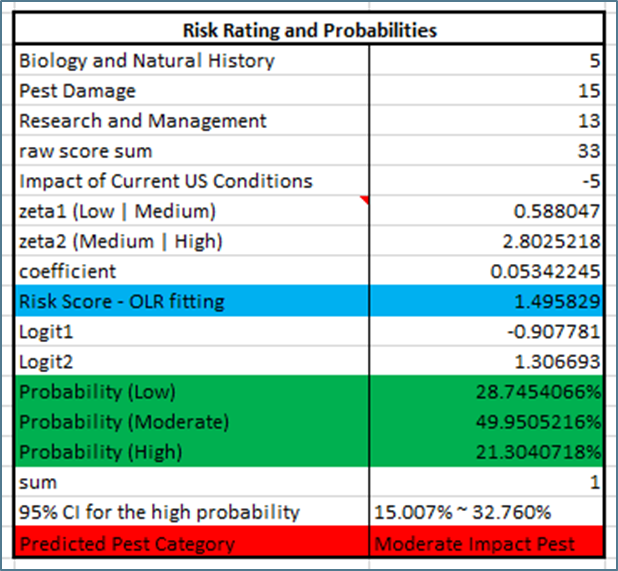 Risk Rating and Probabilities
Biology and Natural History 5
Pest Damage 15
Research and Management 13
raw score sum 33
Impact of Current US Conditions -5
zeta1 (Low | Medium) 0.588047
zeta2 (Medium | High) 2.8025218
coefficient 0.05342245
Risk Score - OLR fitting 1.495829
Logit1 -0.907781
Logit2 1.306693
Probability (Low) 28.7454066%
Probability (Moderate) 49.9505216%
Probability (High) 21.3040718%
sum 1
95% CI for the high probability 15.007% ~ 32.760%
Predicted Pest Category Moderate Impact Pest